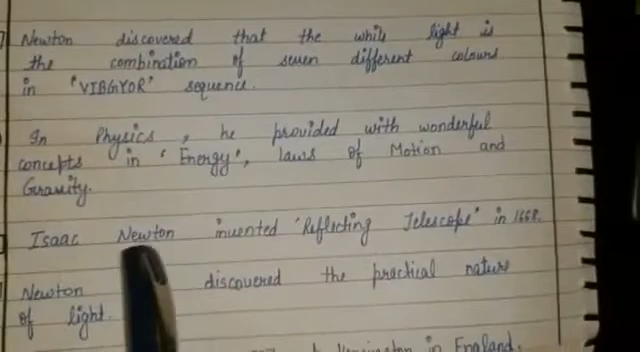 Newton discovered that the while light is
the combination of seven different colours
in "VIBGYOR" sequence.
In Physics, he provided with wonderful
concepts in 'Energy', laws of Motion and
Gravity.
Isaac Newton invented 'Reflecting Telescope' in 1668.
Newton discovered the practical nature
of light.
in England.